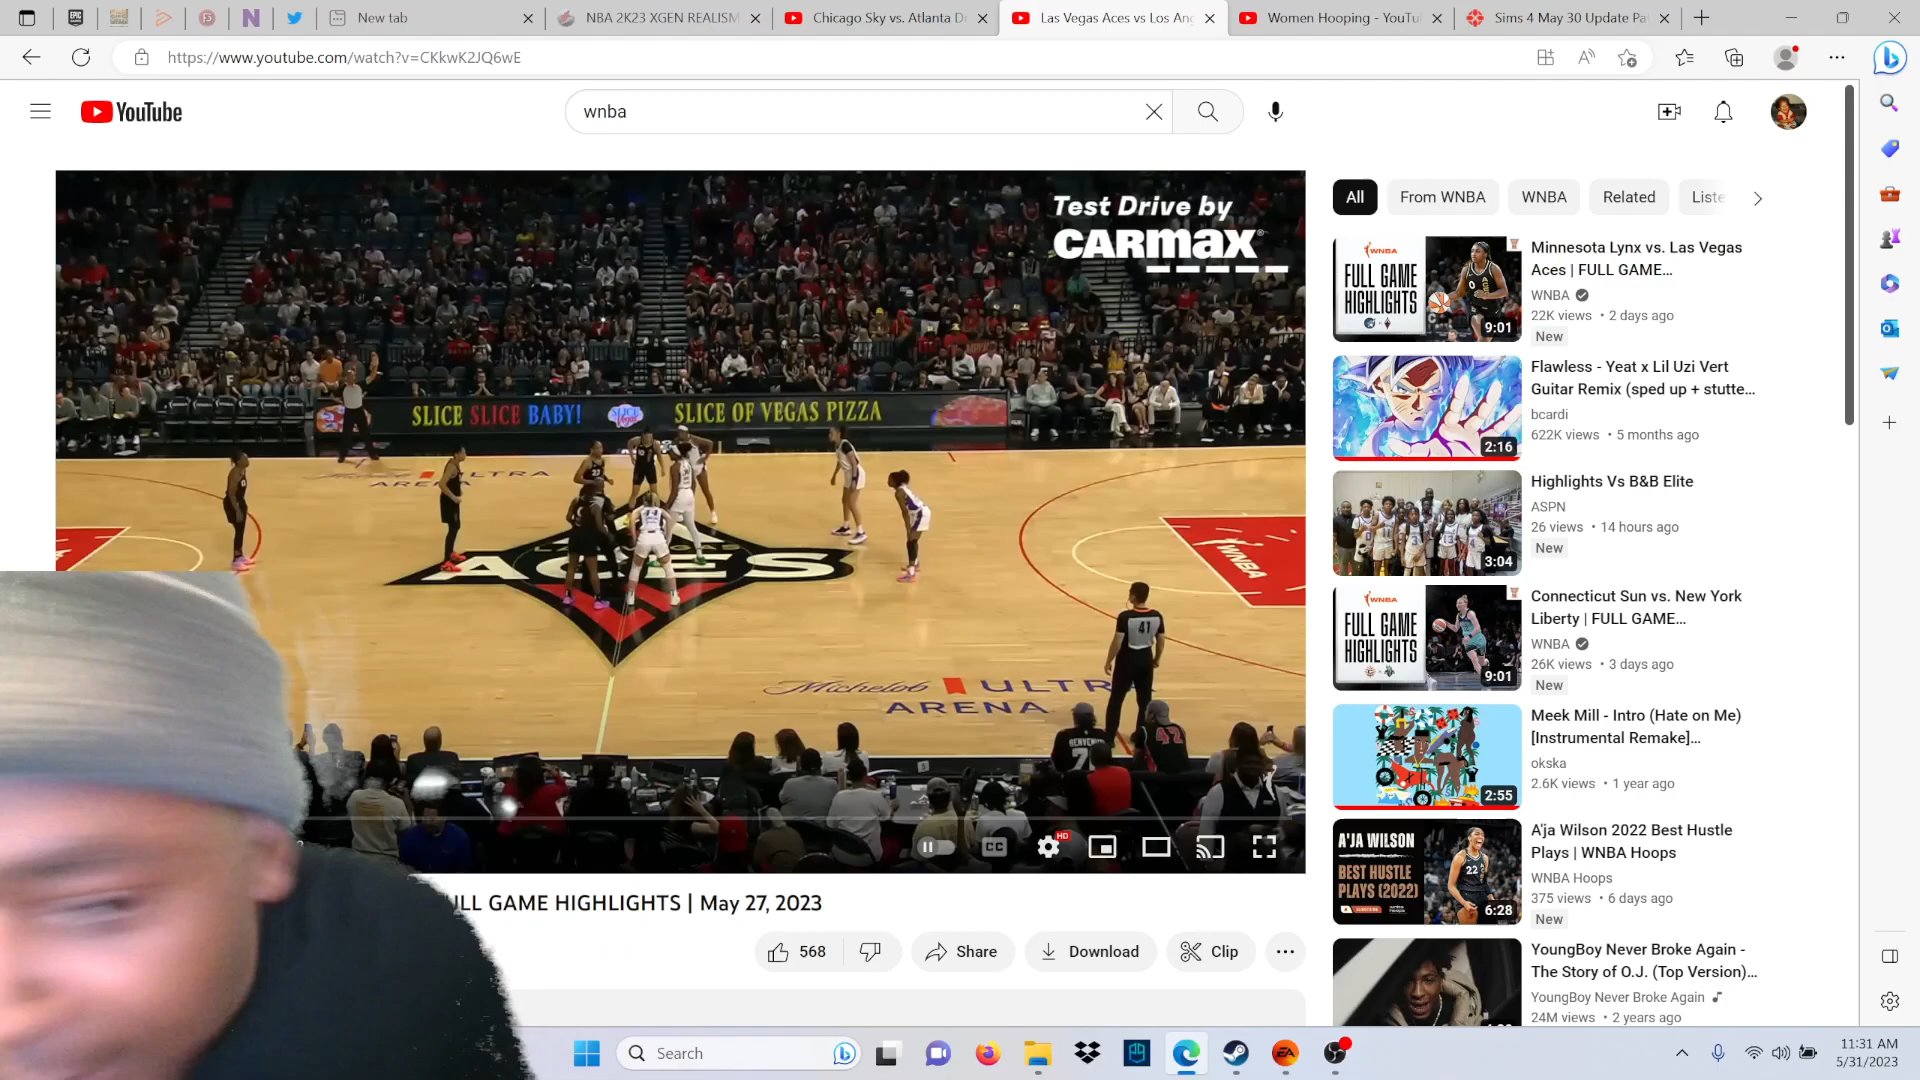 New tab
NBA 2K23 XGEN REALISM
Chicago Sky vs. Atlanta D
Las Vegas Aces vs Los Ang
Women Hooping - YouTu
Sims 4 May 30 Update Pa
https://www.youtube.com/watch?v=CKkwK2JQ6wE
YouTube
wnba
Test Drive by
CARMAX
SLICE SLICE BABY!
SLICE OF VEGAS PIZZA
ULTRA
ARENA
ACES
WNBA
41
Michelob ULTRA
ARENA
42
CC
HD
LL GAME HIGHLIGHTS | May 27, 2023
568
Share
Download
Clip
All
From WNBA
WNBA
Related
Liste
WNBA
FULL GAME
HIGHLIGHTS
9:01
Minnesota Lynx vs. Las Vegas
Aces | FULL GAME…
WNBA
22K views • 2 days ago
New
2:16
Flawless - Yeat x Lil Uzi Vert
Guitar Remix (sped up + stutte…
bcardi
622K views • 5 months ago
3:04
Highlights Vs B&B Elite
ASPN
26 views • 14 hours ago
New
WNBA
FULL GAME
HIGHLIGHTS
9:01
Connecticut Sun vs. New York
Liberty | FULL GAME…
WNBA
26K views • 3 days ago
New
2:55
Meek Mill - Intro (Hate on Me)
[Instrumental Remake]…
okska
2.6K views • 1 year ago
A'JA WILSON
BEST HUSTLE
PLAYS (2022)
22
6:28
A'ja Wilson 2022 Best Hustle
Plays | WNBA Hoops
WNBA Hoops
375 views • 6 days ago
New
YoungBoy Never Broke Again -
The Story of O.J. (Top Version)…
YoungBoy Never Broke Again
24M views • 2 years ago
Search
11:31 AM
5/31/2023